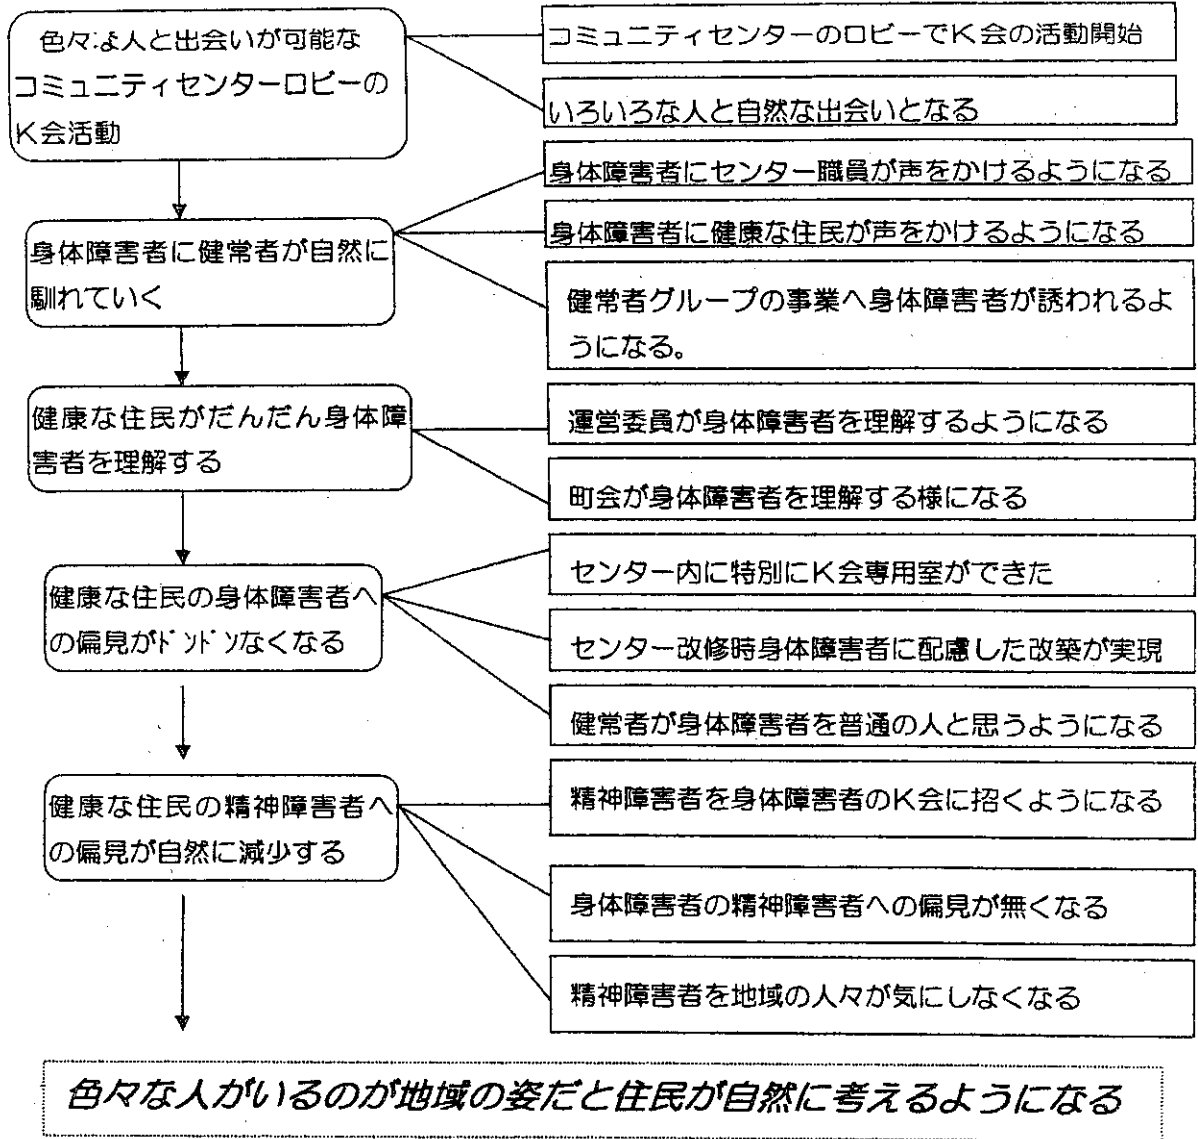 色々な人と出会いが可能な
コミュニティセンターロビーの
K会活動
コミュニティセンターのロビーでK会の活動開始
いろいろな人と自然な出会いとなる
身体障害者に健常者が自然に
馴れていく
身体障害者にセンター職員が声をかけるようになる
身体障害者に健康な住民が声をかけるようになる
健常者グループの事業へ身体障害者が誘われるよ
うになる。
健康な住民がだんだん身体障
害者を理解する
運営委員が身体障害者を理解するようになる
町会が身体障害者を理解する様になる
健康な住民の身体障害者へ
の偏見がドンドンなくなる
センター内に特別にK会専用室ができた
センター改修時身体障害者に配慮した改築が実現
健常者が身体障害者を普通の人と思うようになる
健康な住民の精神障害者へ
の偏見が自然に減少する
精神障害者を身体障害者のK会に招くようになる
身体障害者の精神障害者への偏見が無くなる
精神障害者を地域の人々が気にしなくなる
色々な人がいるのが地域の姿だと住民が自然に考えるようになる